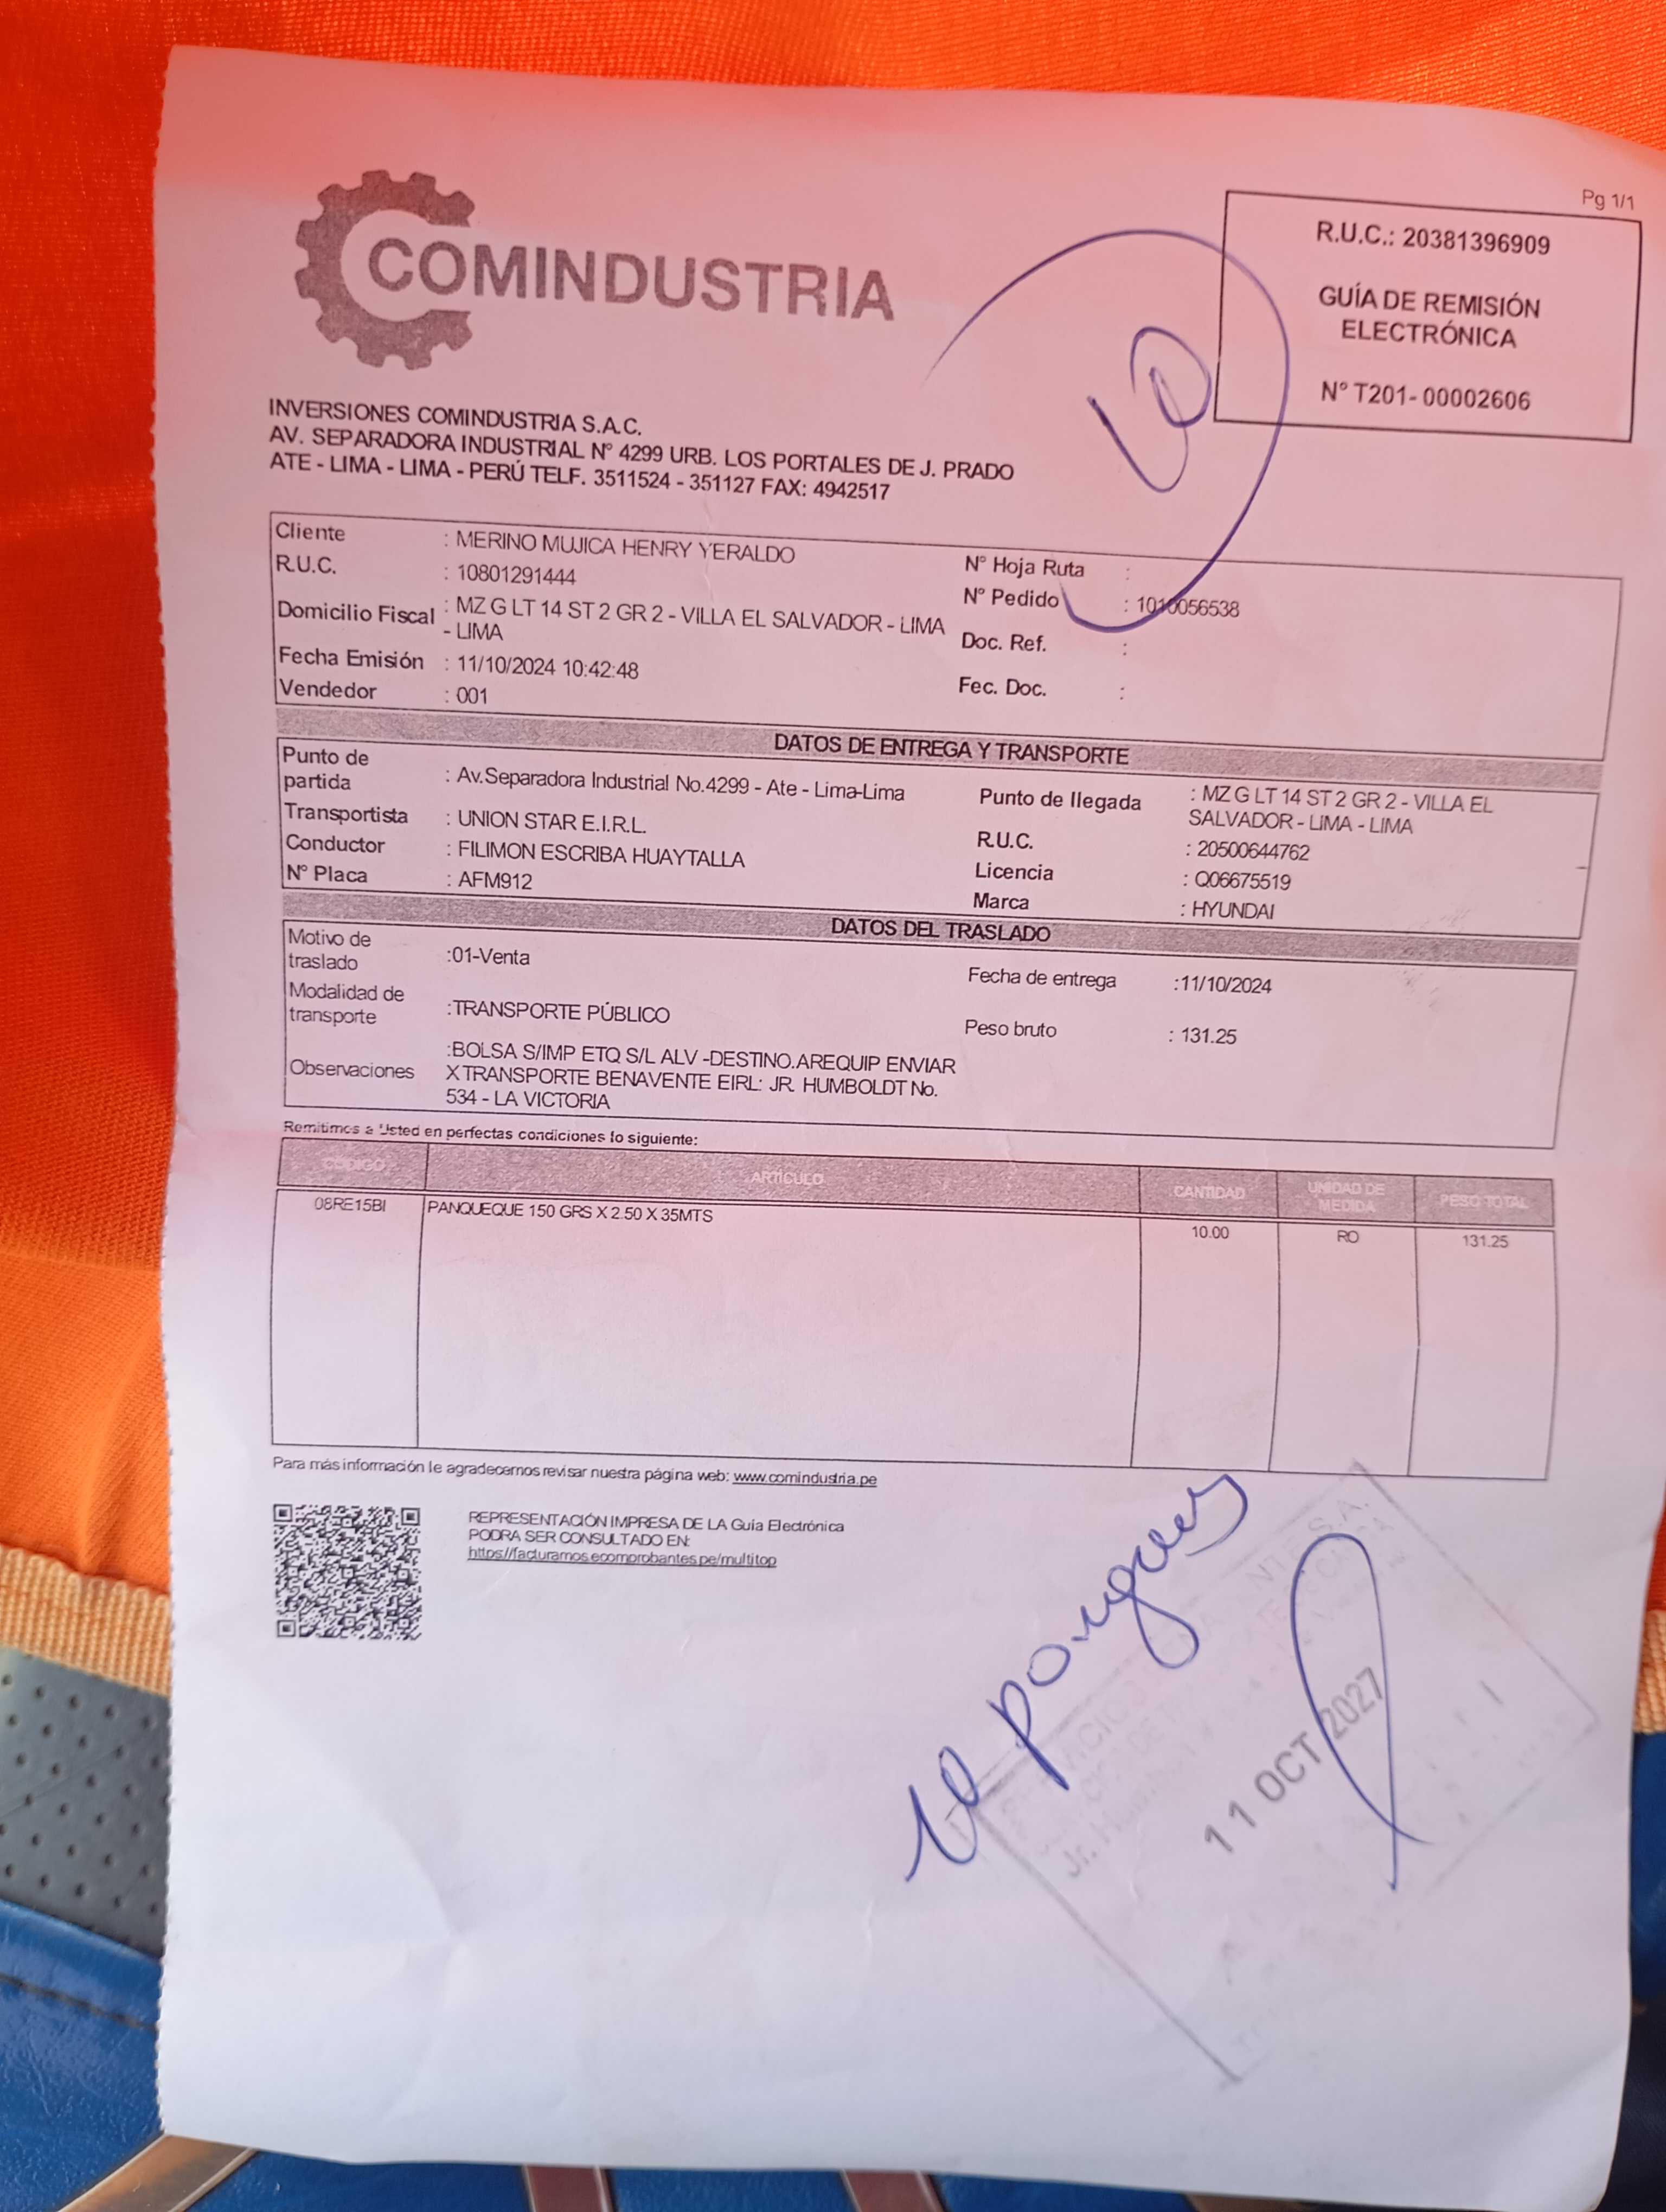 Pg 1/1
COMINDUSTRIA
R.U.C.: 20381396909
GUÍA DE REMISIÓN
ELECTRÓNICA
N° T201- 00002606
10
INVERSIONES COMINDUSTRIA S.A.C.
AV. SEPARADORA INDUSTRIAL Nº 4299 URB. LOS PORTALES DE J. PRADO
ATE - LIMA - LIMA - PERÚ TELF. 3511524 - 351127 FAX: 4942517
Cliente : MERINO MUJICA HENRY YERALDO
R.U.C. : 10801291444
Domicilio Fiscal : MZ G LT 14 ST 2 GR 2 - VILLA EL SALVADOR - LIMA
- LIMA
Fecha Emisión : 11/10/2024 10:42:48
Vendedor : 001
N° Hoja Ruta :
N° Pedido : 1010056538
Doc. Ref. :
Fec. Doc. :
DATOS DE ENTREGA Y TRANSPORTE
Punto de
partida : Av.Separadora Industrial No.4299 - Ate - Lima-Lima
Transportista : UNION STAR E.I.R.L.
Conductor : FILIMON ESCRIBA HUAYTALLA
N° Placa : AFM912
Punto de llegada : MZ G LT 14 ST 2 GR 2 - VILLA EL
SALVADOR - LIMA - LIMA
R.U.C. : 20500644762
Licencia : Q06675519
Marca : HYUNDAI
DATOS DEL TRASLADO
Motivo de
traslado :01-Venta
Modalidad de
transporte :TRANSPORTE PÚBLICO
Fecha de entrega :11/10/2024
Peso bruto : 131.25
Observaciones :BOLSA S/IMP ETQ S/L ALV -DESTINO.AREQUIP ENVIAR
X TRANSPORTE BENAVENTE EIRL: JR. HUMBOLDT No.
534 - LA VICTORIA
Remitimos a Usted en perfectas condiciones lo siguiente:
CÓDIGO ARTÍCULO CANTIDAD UNIDAD DE MEDIDA PESO TOTAL
08RE15BI PANQUEQUE 150 GRS X 2.50 X 35MTS 10.00 RO 131.25
Para más información le agradecemos revisar nuestra página web: www.comindustria.pe
REPRESENTACIÓN IMPRESA DE LA Guía Electrónica
PODRA SER CONSULTADO EN:
https://facturamos.ecomprobantes.pe/multitop
10
S.A.
Jr.
11 OCT 2027